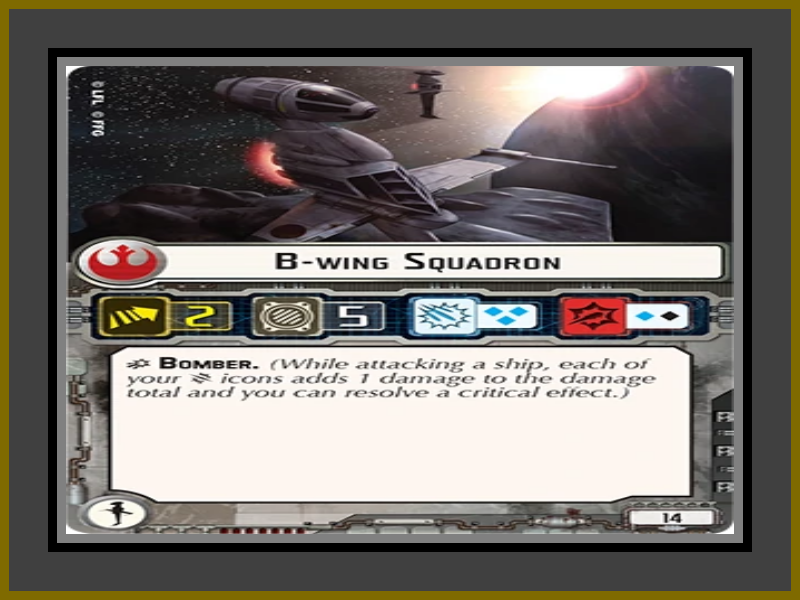 © LFL © FFG
B-WING SQUADRON
2 5
BOMBER. (While attacking a ship, each of
your icons adds 1 damage to the damage
total and you can resolve a critical effect.)
14